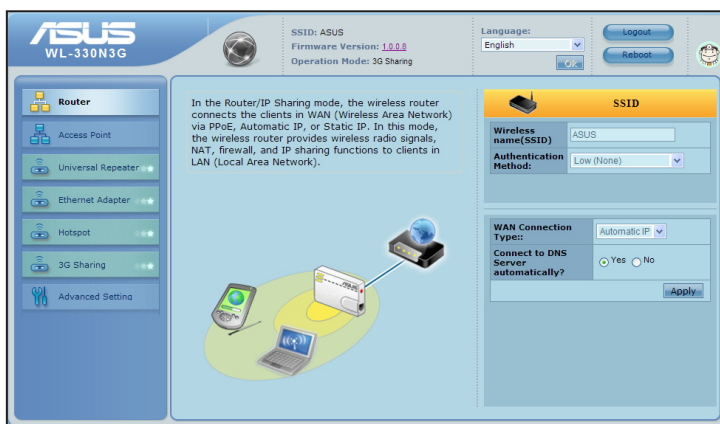 ASUS
WL-330N3G
SSID: ASUS
Firmware Version: 1.0.0.8
Operation Mode: 3G Sharing
Language:
English
OK
Logout
Reboot
Router
Access Point
Universal Repeater
Ethernet Adapter
Hotspot
3G Sharing
Advanced Setting
In the Router/IP Sharing mode, the wireless router
connects the clients in WAN (Wireless Area Network)
via PPoE, Automatic IP, or Static IP. In this mode,
the wireless router provides wireless radio signals,
NAT, firewall, and IP sharing functions to clients in
LAN (Local Area Network).
SSID
Wireless
name(SSID)
ASUS
Authentication
Method:
Low (None)
WAN Connection
Type::
Automatic IP
Connect to DNS
Server
automatically?
Yes No
Apply